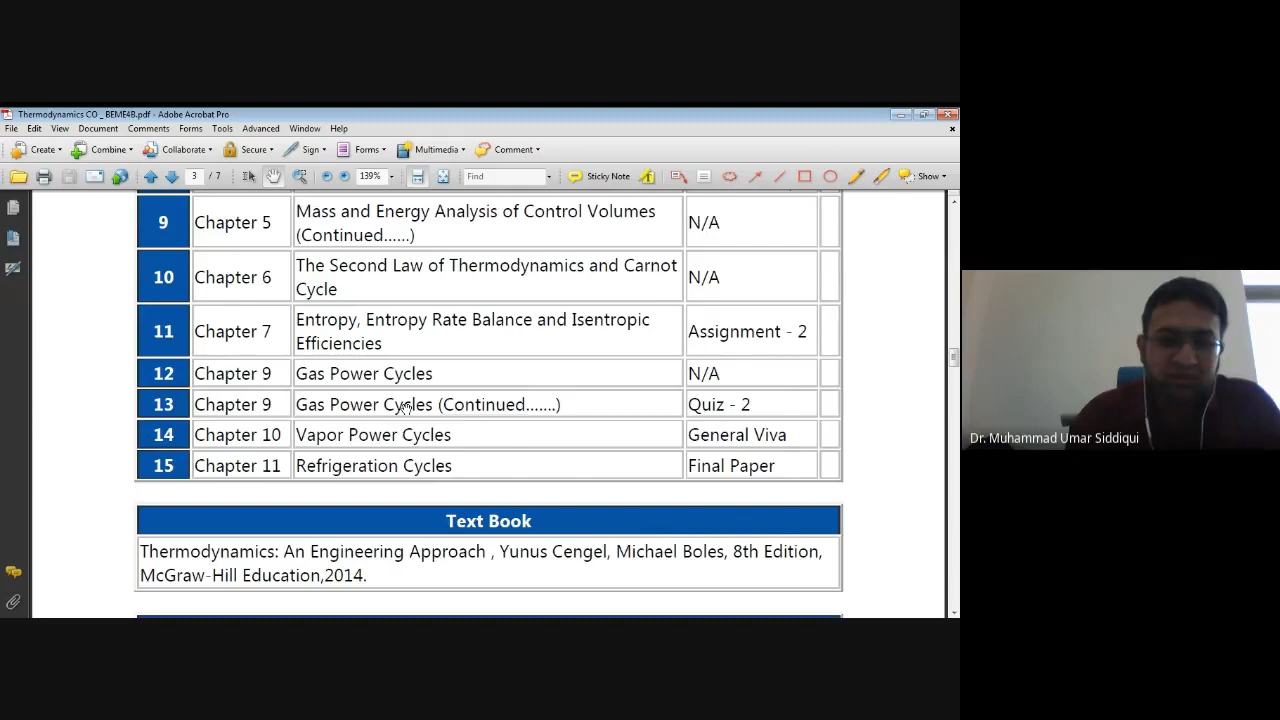 Thermodynamics CO _ BEME4B.pdf - Adobe Acrobat Pro
File Edit View Document Comments Forms Tools Advanced Window Help
Create Combine Collaborate Secure Sign Forms Multimedia Comment
3 / 7 139% Find Sticky Note Show
9 Chapter 5 Mass and Energy Analysis of Control Volumes (Continued......) N/A
10 Chapter 6 The Second Law of Thermodynamics and Carnot Cycle N/A
11 Chapter 7 Entropy, Entropy Rate Balance and Isentropic Efficiencies Assignment - 2
12 Chapter 9 Gas Power Cycles N/A
13 Chapter 9 Gas Power Cycles (Continued.......) Quiz - 2
14 Chapter 10 Vapor Power Cycles General Viva
15 Chapter 11 Refrigeration Cycles Final Paper
Text Book
Thermodynamics: An Engineering Approach , Yunus Cengel, Michael Boles, 8th Edition,
McGraw-Hill Education,2014.
Dr. Muhammad Umar Siddiqui